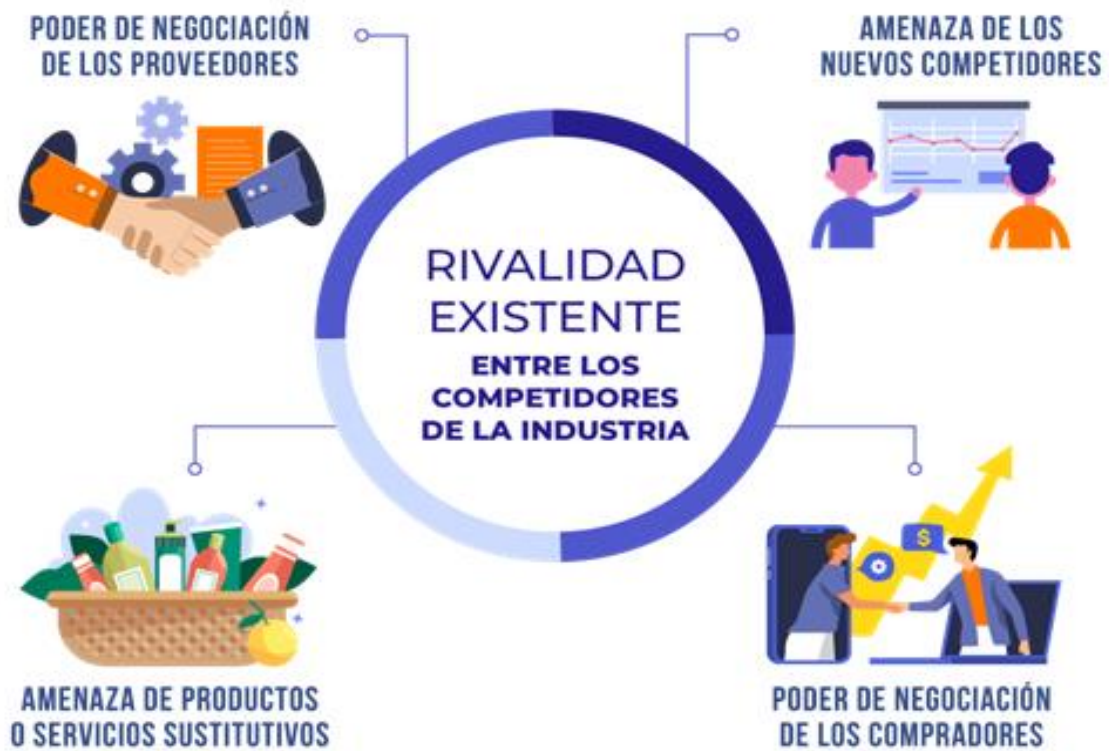 PODER DE NEGOCIACIÓN
DE LOS PROVEEDORES
AMENAZA DE LOS
NUEVOS COMPETIDORES
RIVALIDAD
EXISTENTE
ENTRE LOS
COMPETIDORES
DE LA INDUSTRIA
$
AMENAZA DE PRODUCTOS
O SERVICIOS SUSTITUTIVOS
PODER DE NEGOCIACIÓN
DE LOS COMPRADORES